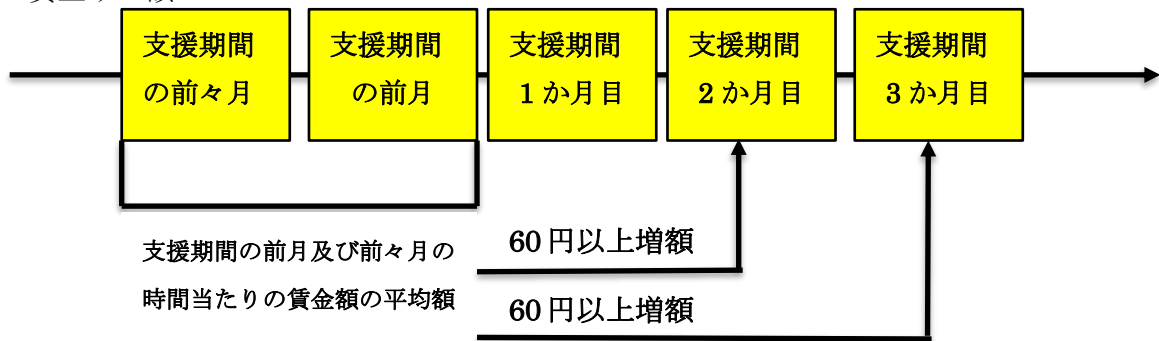 支援期間
の前々月
支援期間
の前月
支援期間
1か月目
支援期間
2か月目
支援期間
3か月目
支援期間の前月及び前々月の
時間当たりの賃金額の平均額
60円以上増額
60円以上増額